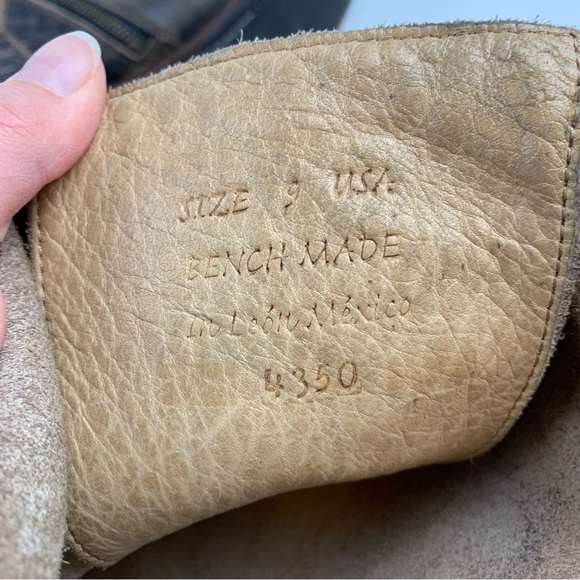 SIZE 9 USA
BENCH MADE
in León México
4350